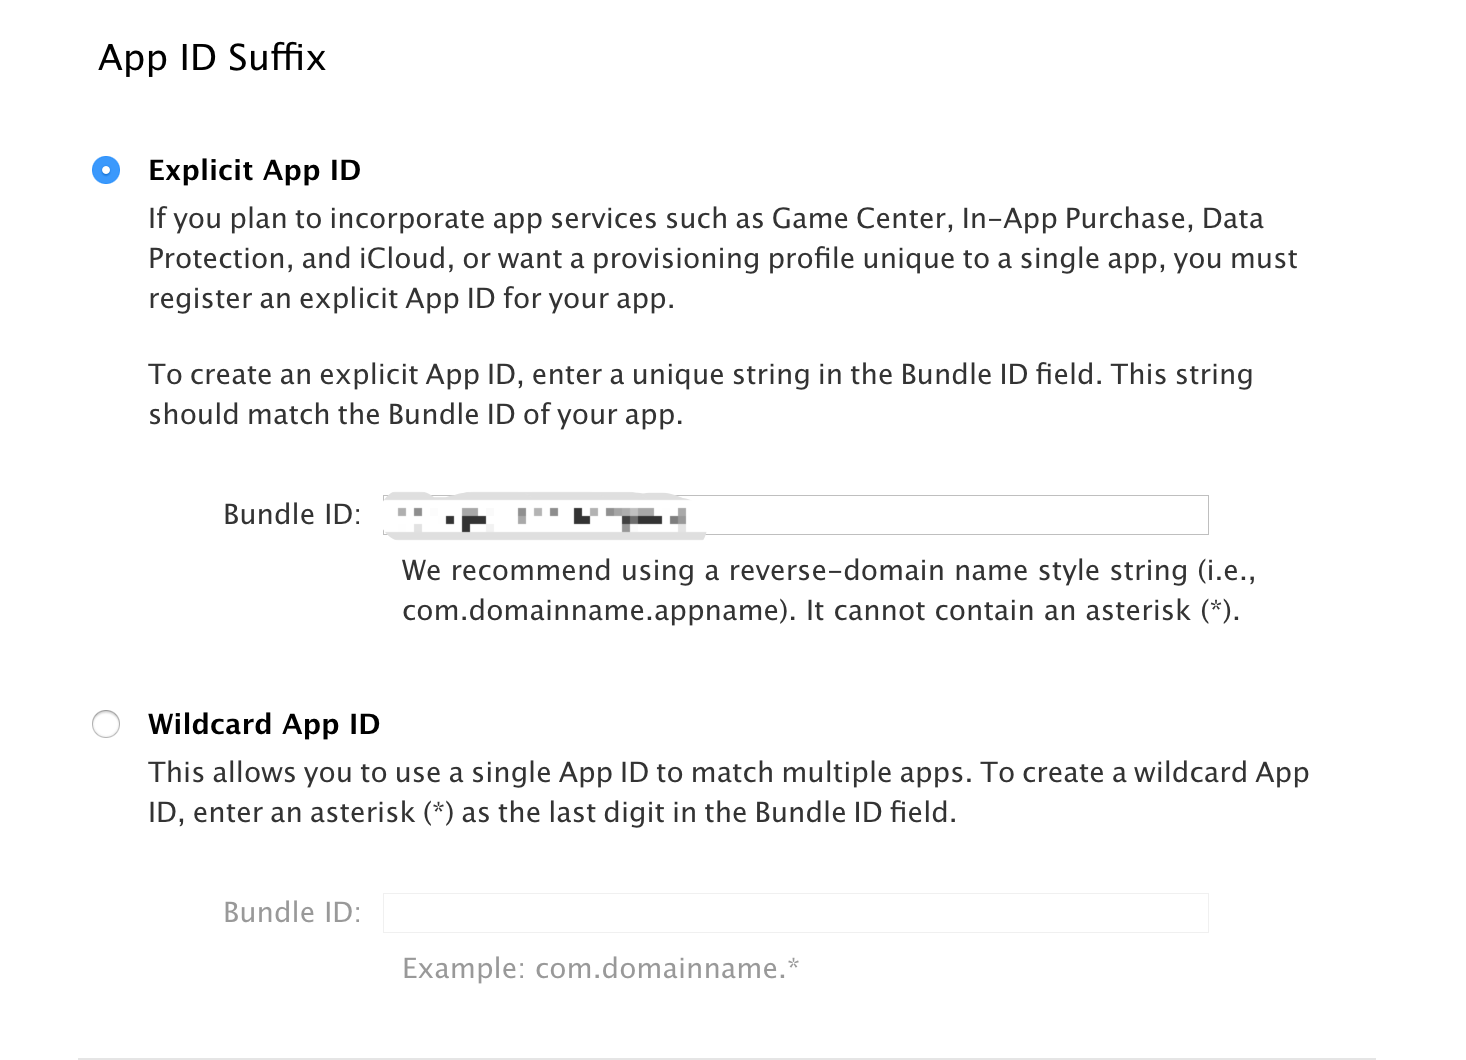 App ID Suffix
Explicit App ID
If you plan to incorporate app services such as Game Center, In-App Purchase, Data
Protection, and iCloud, or want a provisioning profile unique to a single app, you must
register an explicit App ID for your app.
To create an explicit App ID, enter a unique string in the Bundle ID field. This string
should match the Bundle ID of your app.
Bundle ID:
We recommend using a reverse-domain name style string (i.e.,
com.domainname.appname). It cannot contain an asterisk (*).
Wildcard App ID
This allows you to use a single App ID to match multiple apps. To create a wildcard App
ID, enter an asterisk (*) as the last digit in the Bundle ID field.
Bundle ID:
Example: com.domainname.*